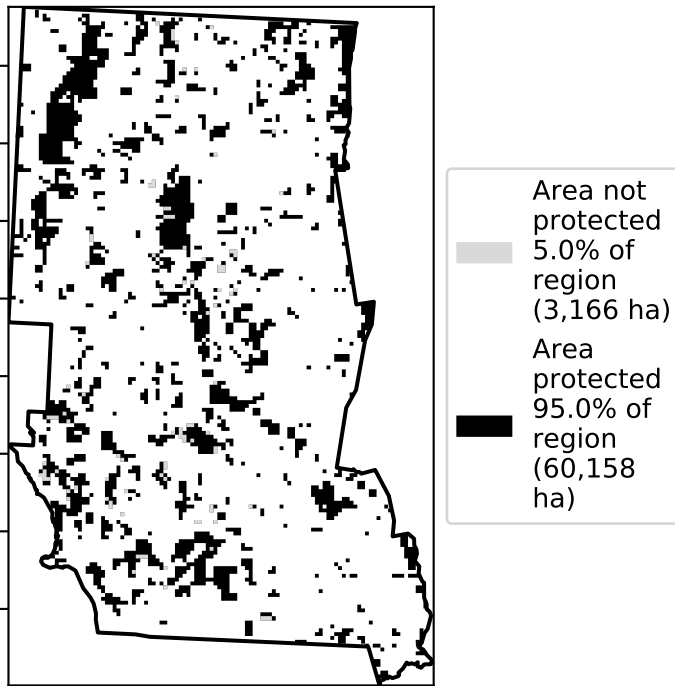 Area not
protected
5.0% of
region
(3,166 ha)
Area
protected
95.0% of
region
(60,158
ha)